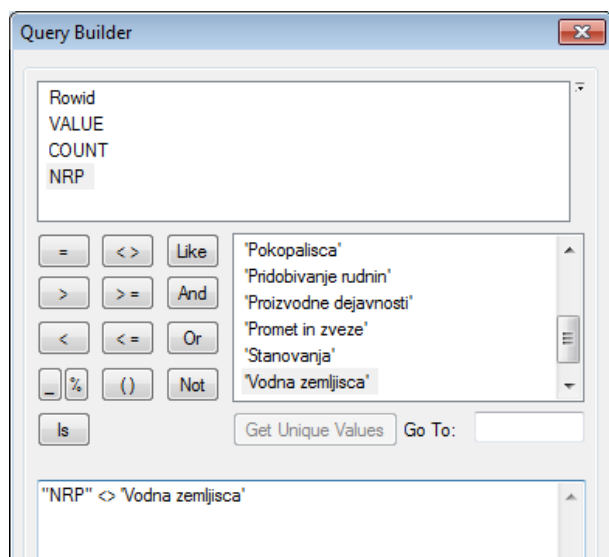 Query Builder
Rowid
VALUE
COUNT
NRP
= < > Like
> > = And
< < = Or
_ % ( ) Not
Is
'Pokopalisca'
'Pridobivanje rudnin'
'Proizvodne dejavnosti'
'Promet in zveze'
'Stanovanja'
'Vodna zemljisca'
Get Unique Values Go To:
"NRP" <> 'Vodna zemljisca'